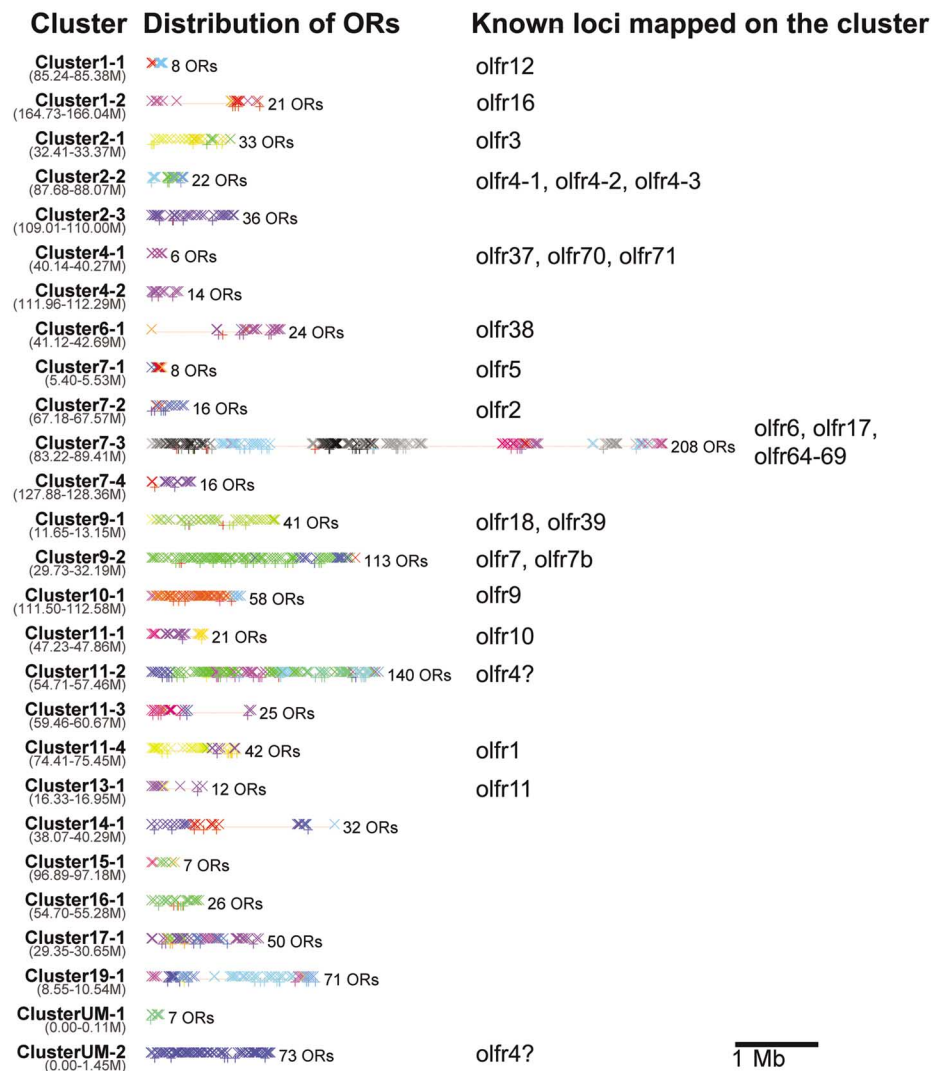 Cluster Distribution of ORs Known loci mapped on the cluster
Cluster1-1 8 ORs olfr12
(85.24-85.38M)
Cluster1-2 21 ORs olfr16
(164.73-166.04M)
Cluster2-1 33 ORs olfr3
(32.41-33.37M)
Cluster2-2 22 ORs olfr4-1, olfr4-2, olfr4-3
(87.68-88.07M)
Cluster2-3 36 ORs
(109.01-110.00M)
Cluster4-1 6 ORs olfr37, olfr70, olfr71
(40.14-40.27M)
Cluster4-2 14 ORs
(111.96-112.29M)
Cluster6-1 24 ORs olfr38
(41.12-42.69M)
Cluster7-1 8 ORs olfr5
(5.40-5.53M)
Cluster7-2 16 ORs olfr2
(67.18-67.57M)
Cluster7-3 208 ORs olfr6, olfr17,
(83.22-89.41M) olfr64-69
Cluster7-4 16 ORs
(127.88-128.36M)
Cluster9-1 41 ORs olfr18, olfr39
(11.65-13.15M)
Cluster9-2 113 ORs olfr7, olfr7b
(29.73-32.19M)
Cluster10-1 58 ORs olfr9
(111.50-112.58M)
Cluster11-1 21 ORs olfr10
(47.23-47.86M)
Cluster11-2 140 ORs olfr4?
(54.71-57.46M)
Cluster11-3 25 ORs
(59.46-60.67M)
Cluster11-4 42 ORs olfr1
(74.41-75.45M)
Cluster13-1 12 ORs olfr11
(16.33-16.95M)
Cluster14-1 32 ORs
(38.07-40.29M)
Cluster15-1 7 ORs
(96.89-97.18M)
Cluster16-1 26 ORs
(54.70-55.28M)
Cluster17-1 50 ORs
(29.35-30.65M)
Cluster19-1 71 ORs
(8.55-10.54M)
ClusterUM-1 7 ORs
(0.00-0.11M)
ClusterUM-2 73 ORs olfr4?
(0.00-1.45M)
1 Mb